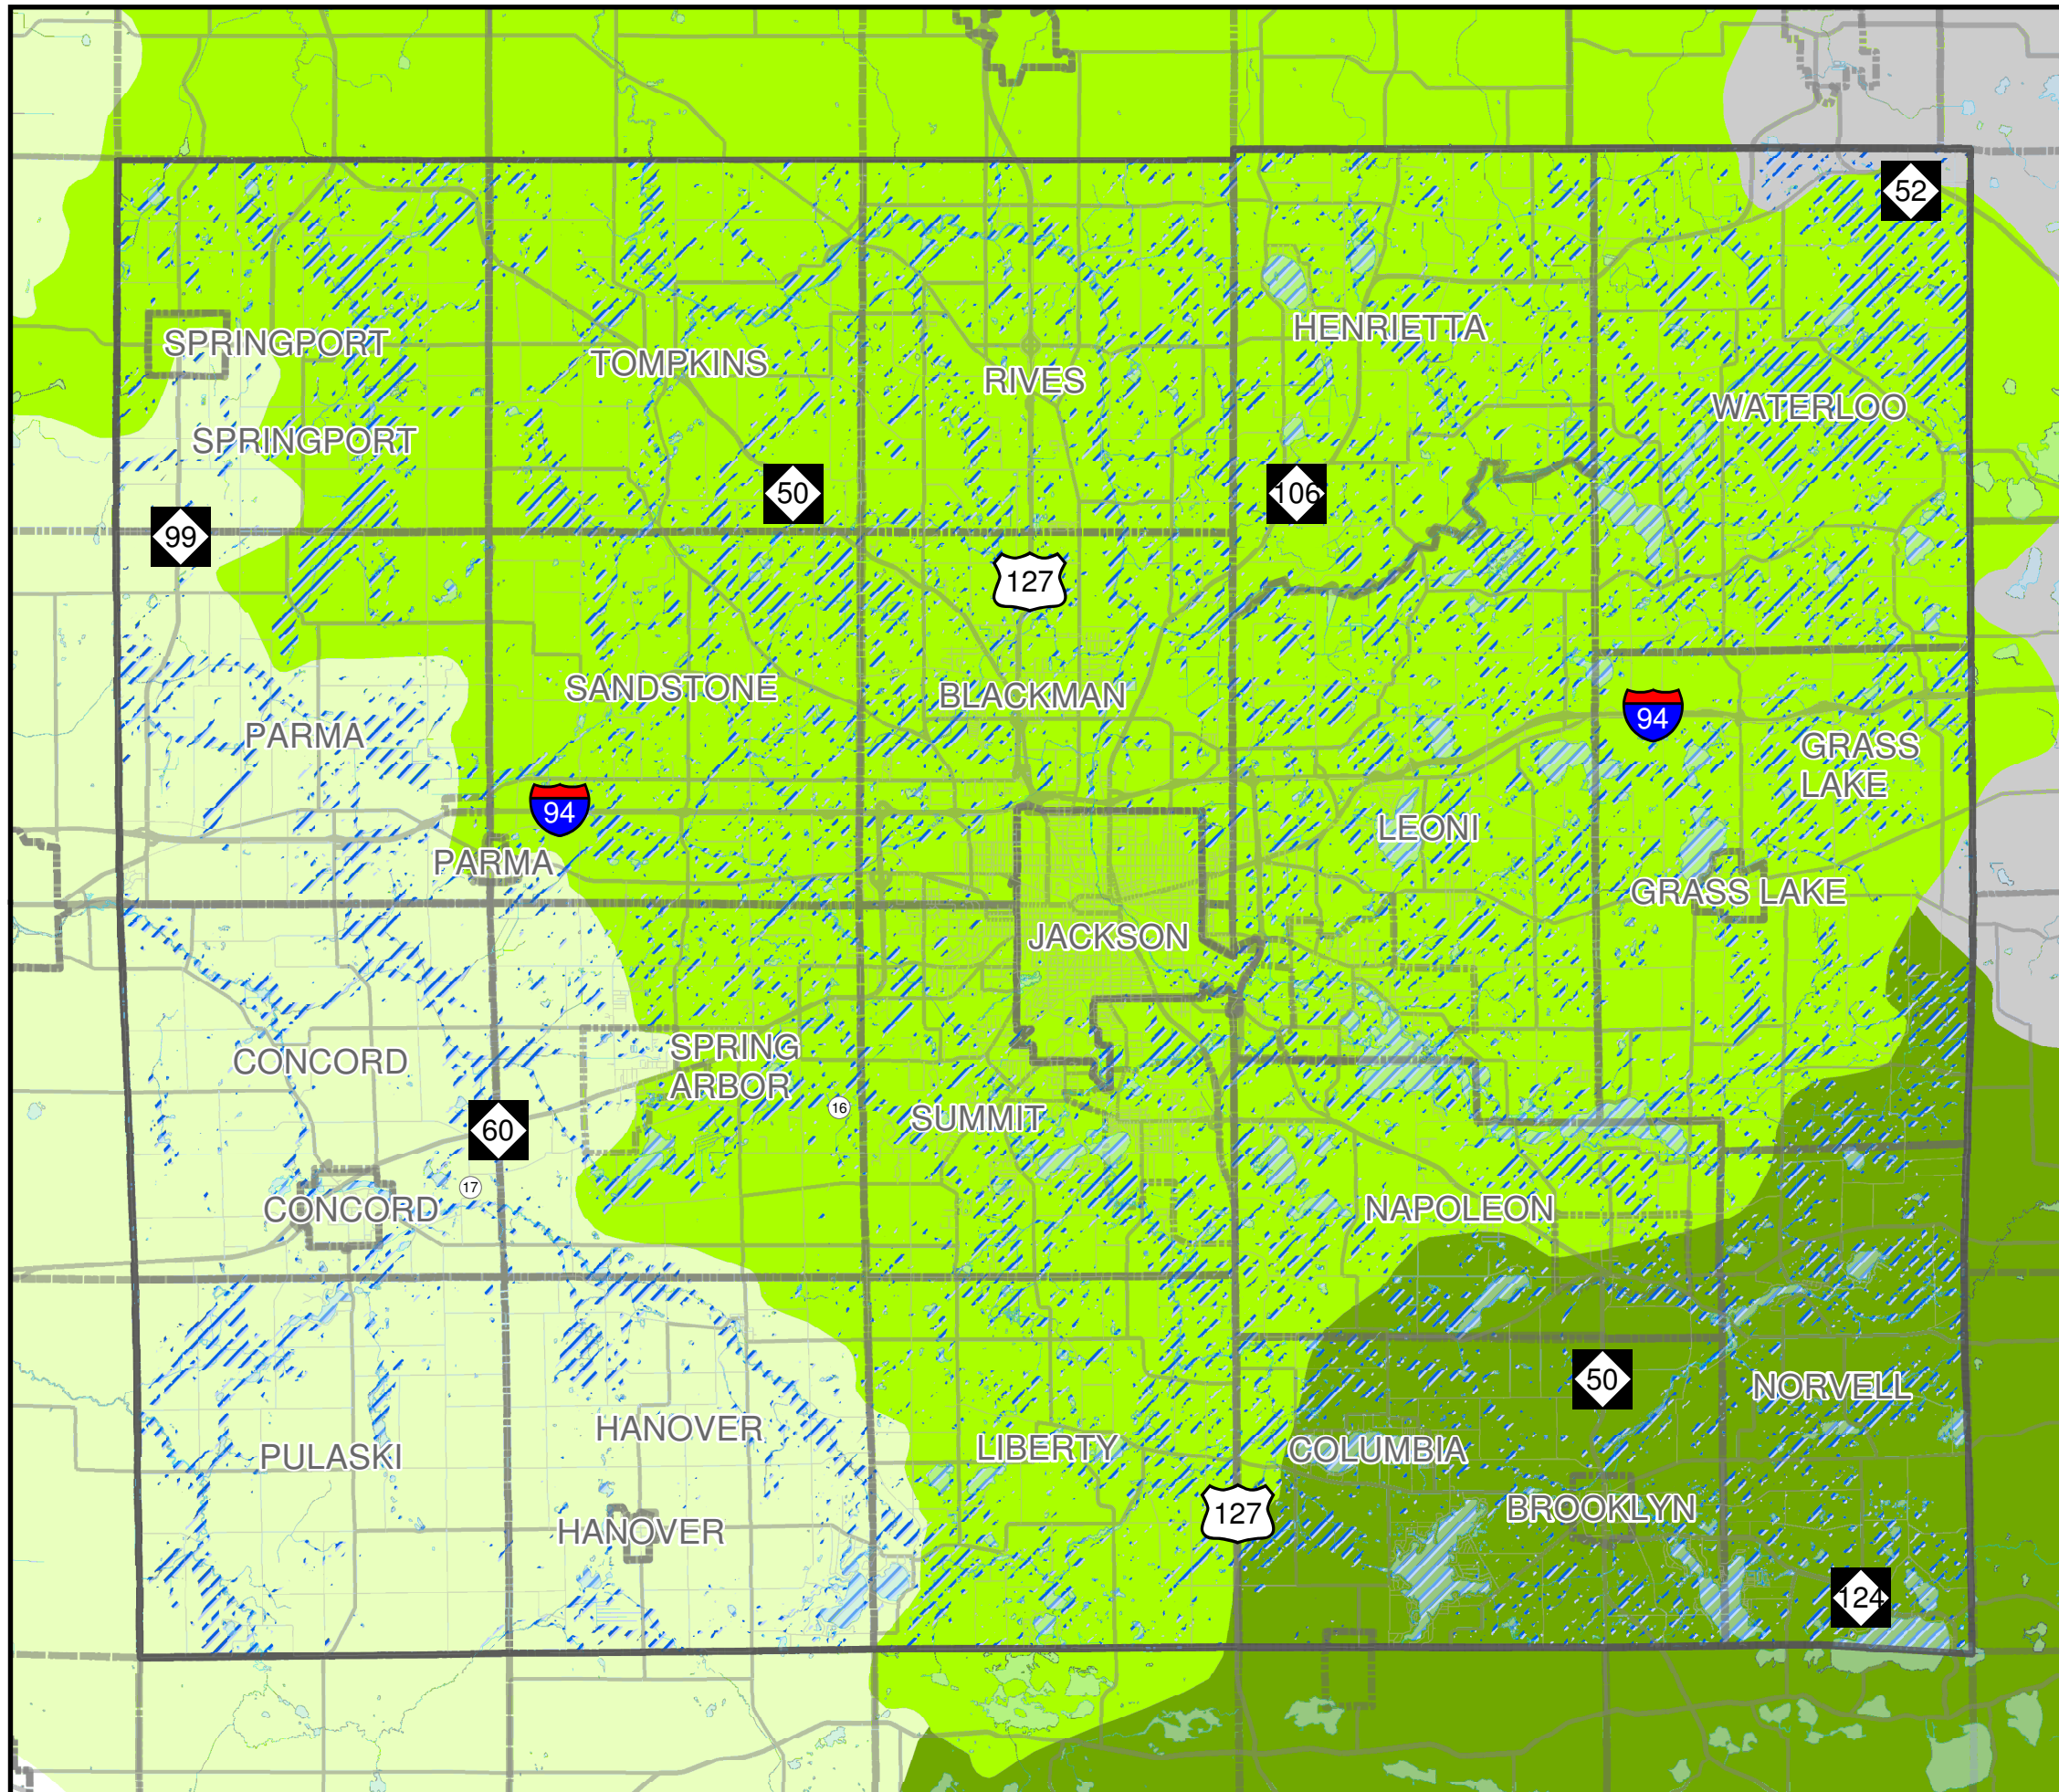 52
HENRIETTA
SPRINGPORT
TOMPKINS
RIVES
WATERLOO
SPRINGPORT
50
106
99
127
SANDSTONE
BLACKMAN
94
PARMA
GRASS
LAKE
94
LEONI
PARMA
GRASS LAKE
JACKSON
SPRING
ARBOR
CONCORD
16
SUMMIT
60
17
CONCORD
NAPOLEON
50
NORVELL
HANOVER
LIBERTY
COLUMBIA
PULASKI
127
BROOKLYN
HANOVER
124